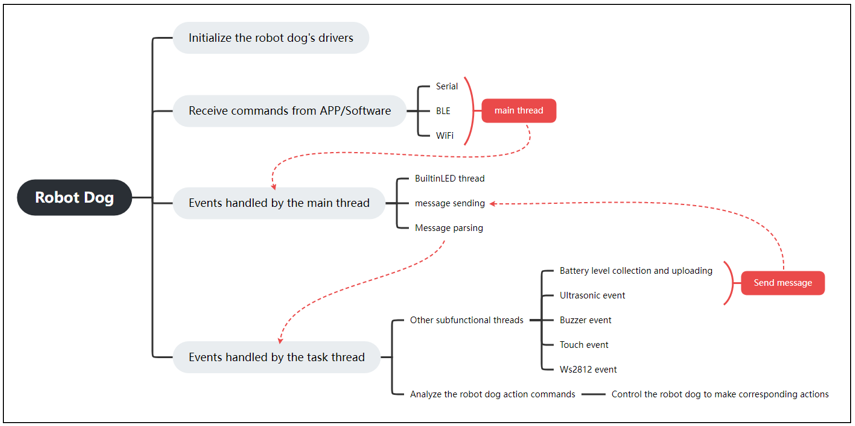 Robot Dog
Initialize the robot dog's drivers
Receive commands from APP/Software
Serial
BLE
WiFi
main thread
Events handled by the main thread
BuiltinLED thread
message sending
Message parsing
Events handled by the task thread
Other subfunctional threads
Battery level collection and uploading
Ultrasonic event
Buzzer event
Touch event
Ws2812 event
Send message
Analyze the robot dog action commands
Control the robot dog to make corresponding actions